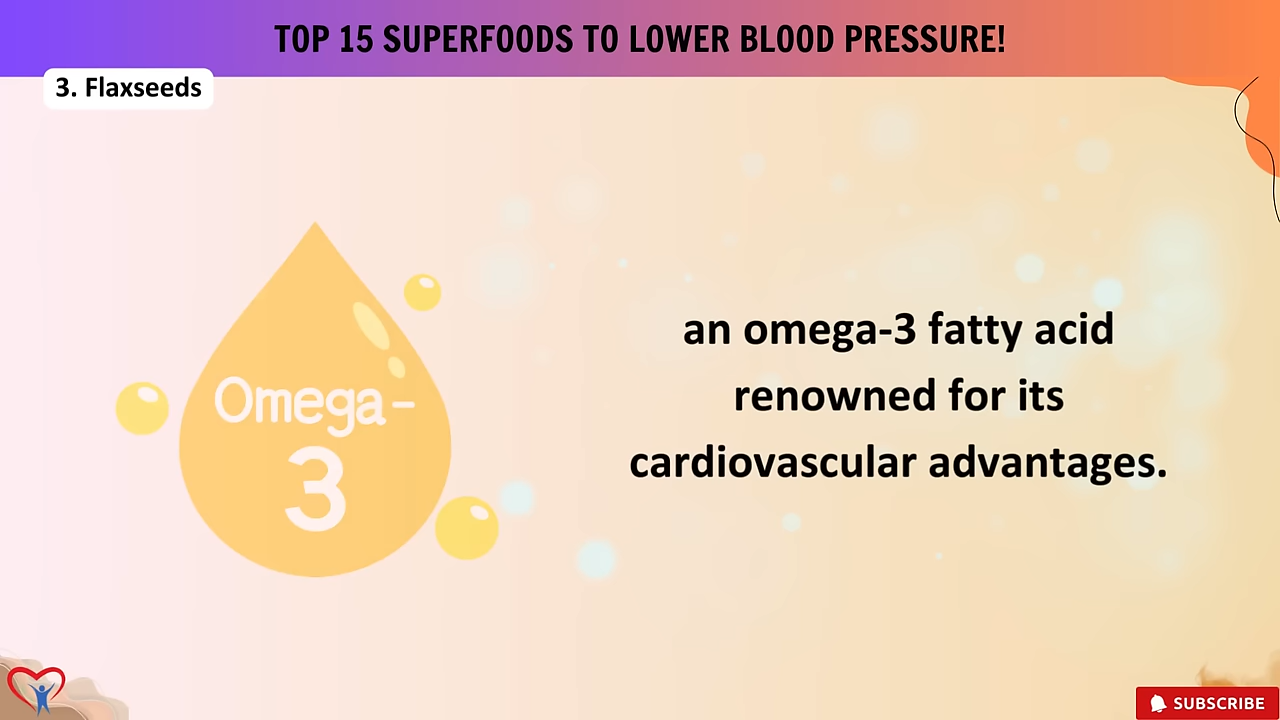 TOP 15 SUPERFOODS TO LOWER BLOOD PRESSURE!
3. Flaxseeds
Omega-
3
an omega-3 fatty acid
renowned for its
cardiovascular advantages.
SUBSCRIBE